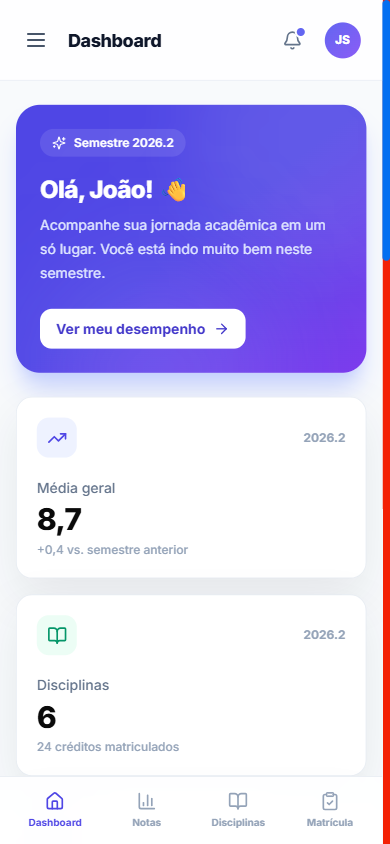 Dashboard
JS
Semestre 2026.2
Olá, João! 👋
Acompanhe sua jornada acadêmica em um
só lugar. Você está indo muito bem neste
semestre.
Ver meu desempenho →
2026.2
Média geral
8,7
+0,4 vs. semestre anterior
2026.2
Disciplinas
6
24 créditos matriculados
Dashboard
Notas
Disciplinas
Matrícula